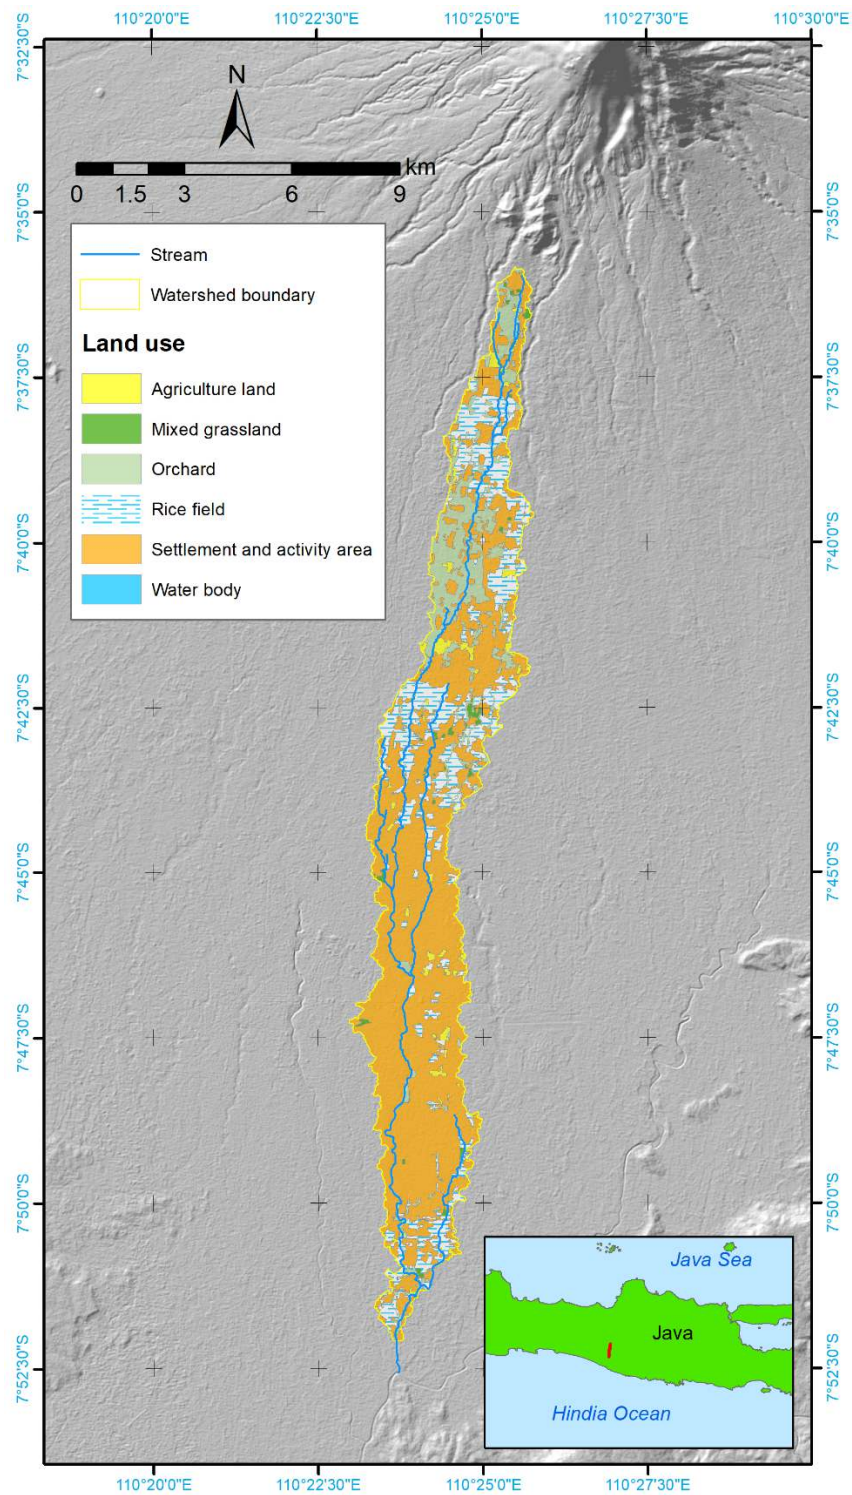 110°20'0"E 110°22'30"E 110°25'0"E 110°27'30"E 110°30'0"E
7°32'30"S 7°32'30"S
N
km
0 1.5 3 6 9
7°35'0"S 7°35'0"S
Stream
Watershed boundary
Land use
7°37'30"S 7°37'30"S
Agriculture land
Mixed grassland
Orchard
Rice field
7°40'0"S 7°40'0"S
Settlement and activity area
Water body
7°42'30"S 7°42'30"S
7°45'0"S 7°45'0"S
7°47'30"S 7°47'30"S
7°50'0"S 7°50'0"S
Java Sea
Java
7°52'30"S 7°52'30"S
Hindia Ocean
110°20'0"E 110°22'30"E 110°25'0"E 110°27'30"E